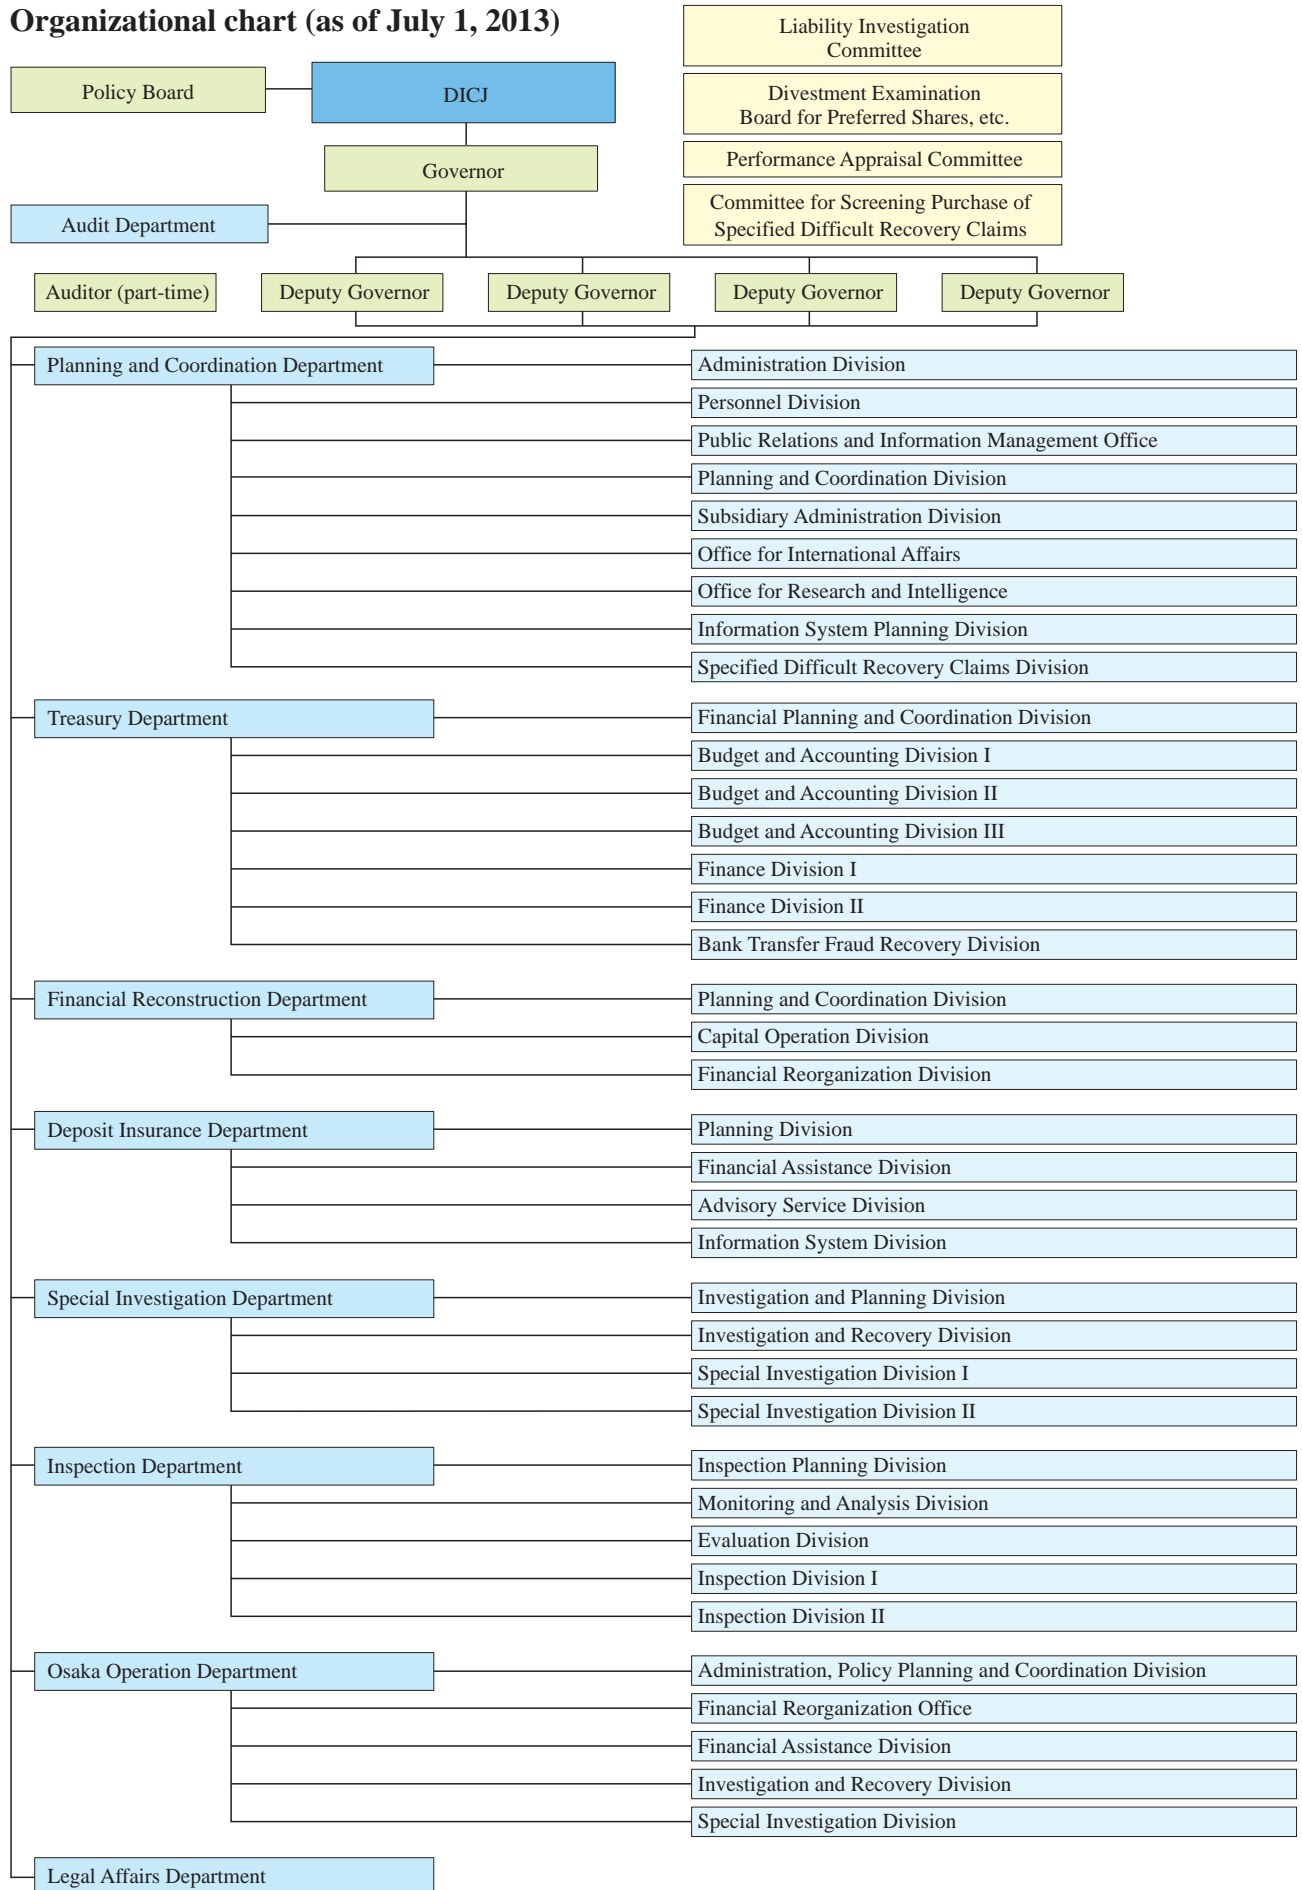 Organizational chart (as of July 1, 2013)
Liability Investigation
Committee
Policy Board
DICJ
Divestment Examination
Board for Preferred Shares, etc.
Governor
Performance Appraisal Committee
Audit Department
Committee for Screening Purchase of
Specified Difficult Recovery Claims
Auditor (part-time)
Deputy Governor
Deputy Governor
Deputy Governor
Deputy Governor
Planning and Coordination Department
Administration Division
Personnel Division
Public Relations and Information Management Office
Planning and Coordination Division
Subsidiary Administration Division
Office for International Affairs
Office for Research and Intelligence
Information System Planning Division
Specified Difficult Recovery Claims Division
Treasury Department
Financial Planning and Coordination Division
Budget and Accounting Division I
Budget and Accounting Division II
Budget and Accounting Division III
Finance Division I
Finance Division II
Bank Transfer Fraud Recovery Division
Financial Reconstruction Department
Planning and Coordination Division
Capital Operation Division
Financial Reorganization Division
Deposit Insurance Department
Planning Division
Financial Assistance Division
Advisory Service Division
Information System Division
Special Investigation Department
Investigation and Planning Division
Investigation and Recovery Division
Special Investigation Division I
Special Investigation Division II
Inspection Department
Inspection Planning Division
Monitoring and Analysis Division
Evaluation Division
Inspection Division I
Inspection Division II
Osaka Operation Department
Administration, Policy Planning and Coordination Division
Financial Reorganization Office
Financial Assistance Division
Investigation and Recovery Division
Special Investigation Division
Legal Affairs Department